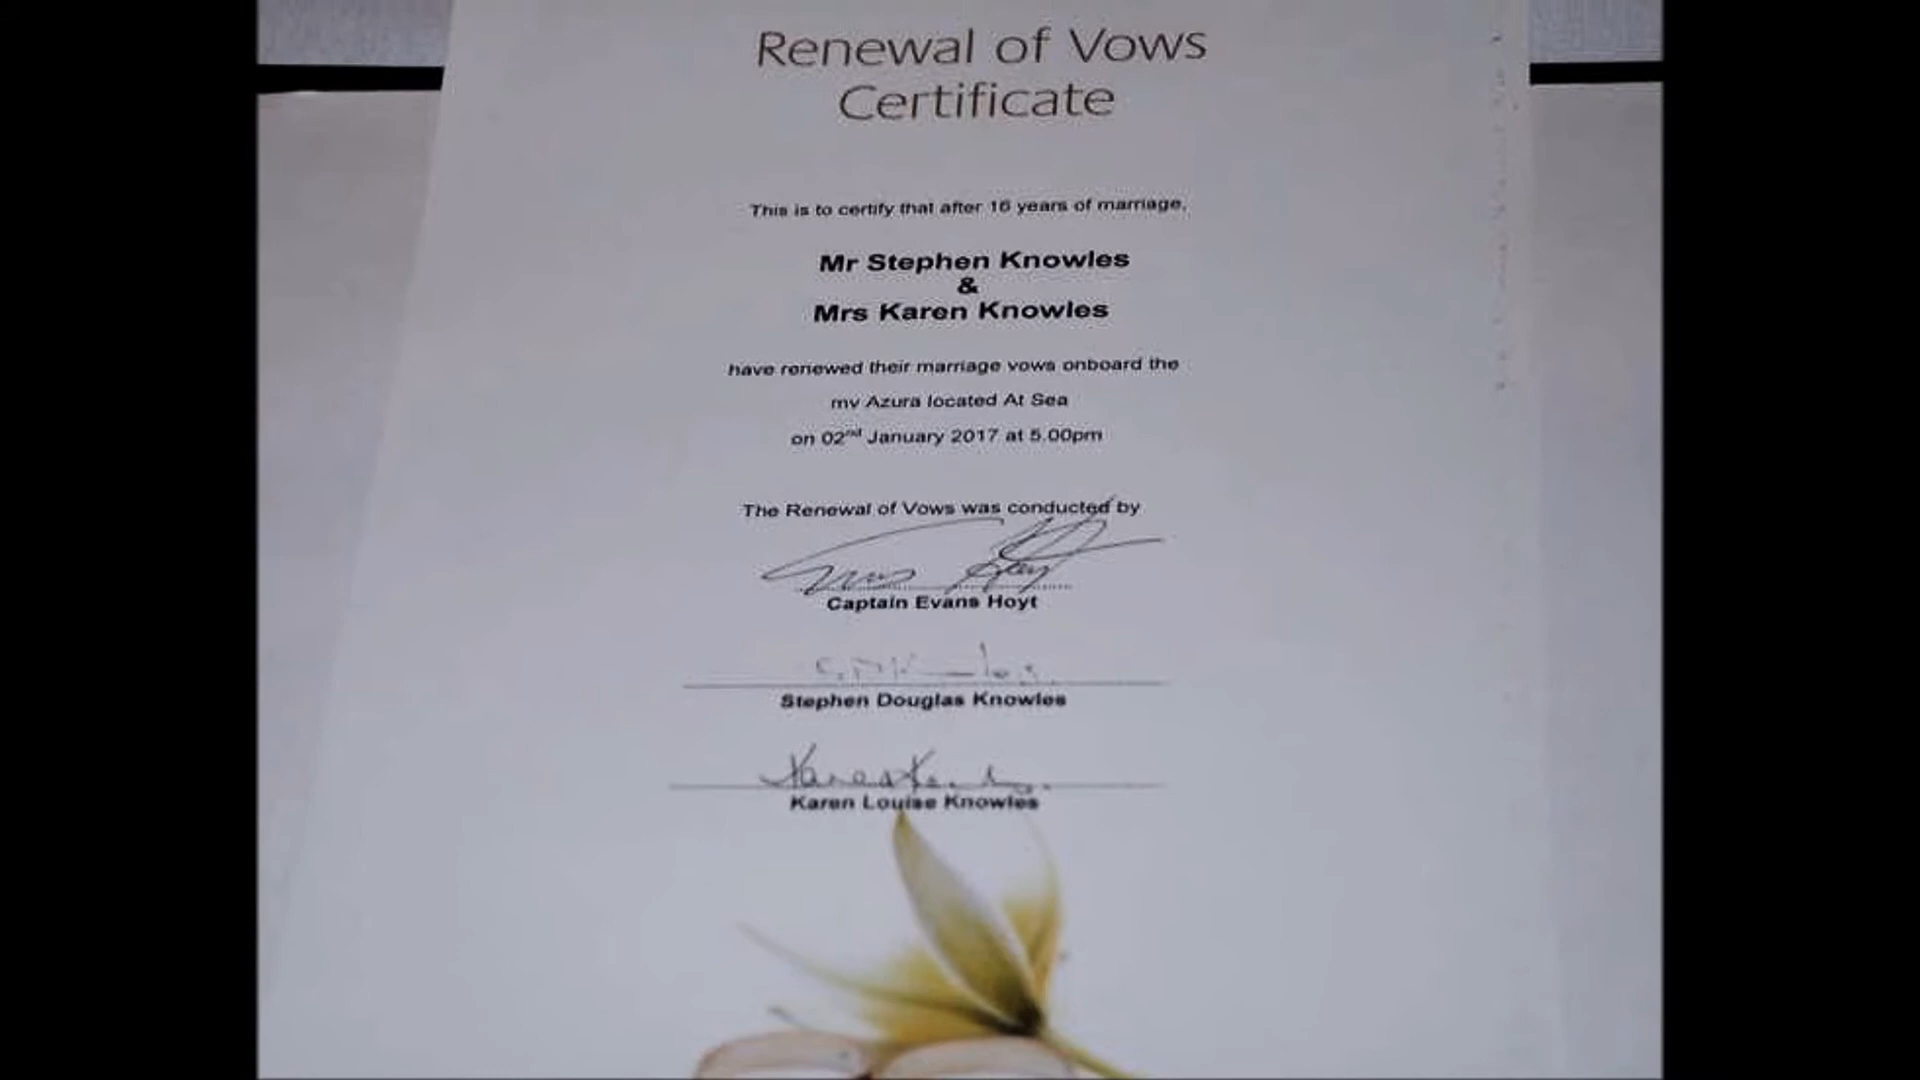 Renewal of Vows
Certificate
This is to certify that after 16 years of marriage,
Mr Stephen Knowles
&
Mrs Karen Knowles
have renewed their marriage vows onboard the
mv Azura located At Sea
on 02nd January 2017 at 5.00pm
The Renewal of Vows was conducted by
Captain Evans Hoyt
Stephen Douglas Knowles
Karen Louise Knowles